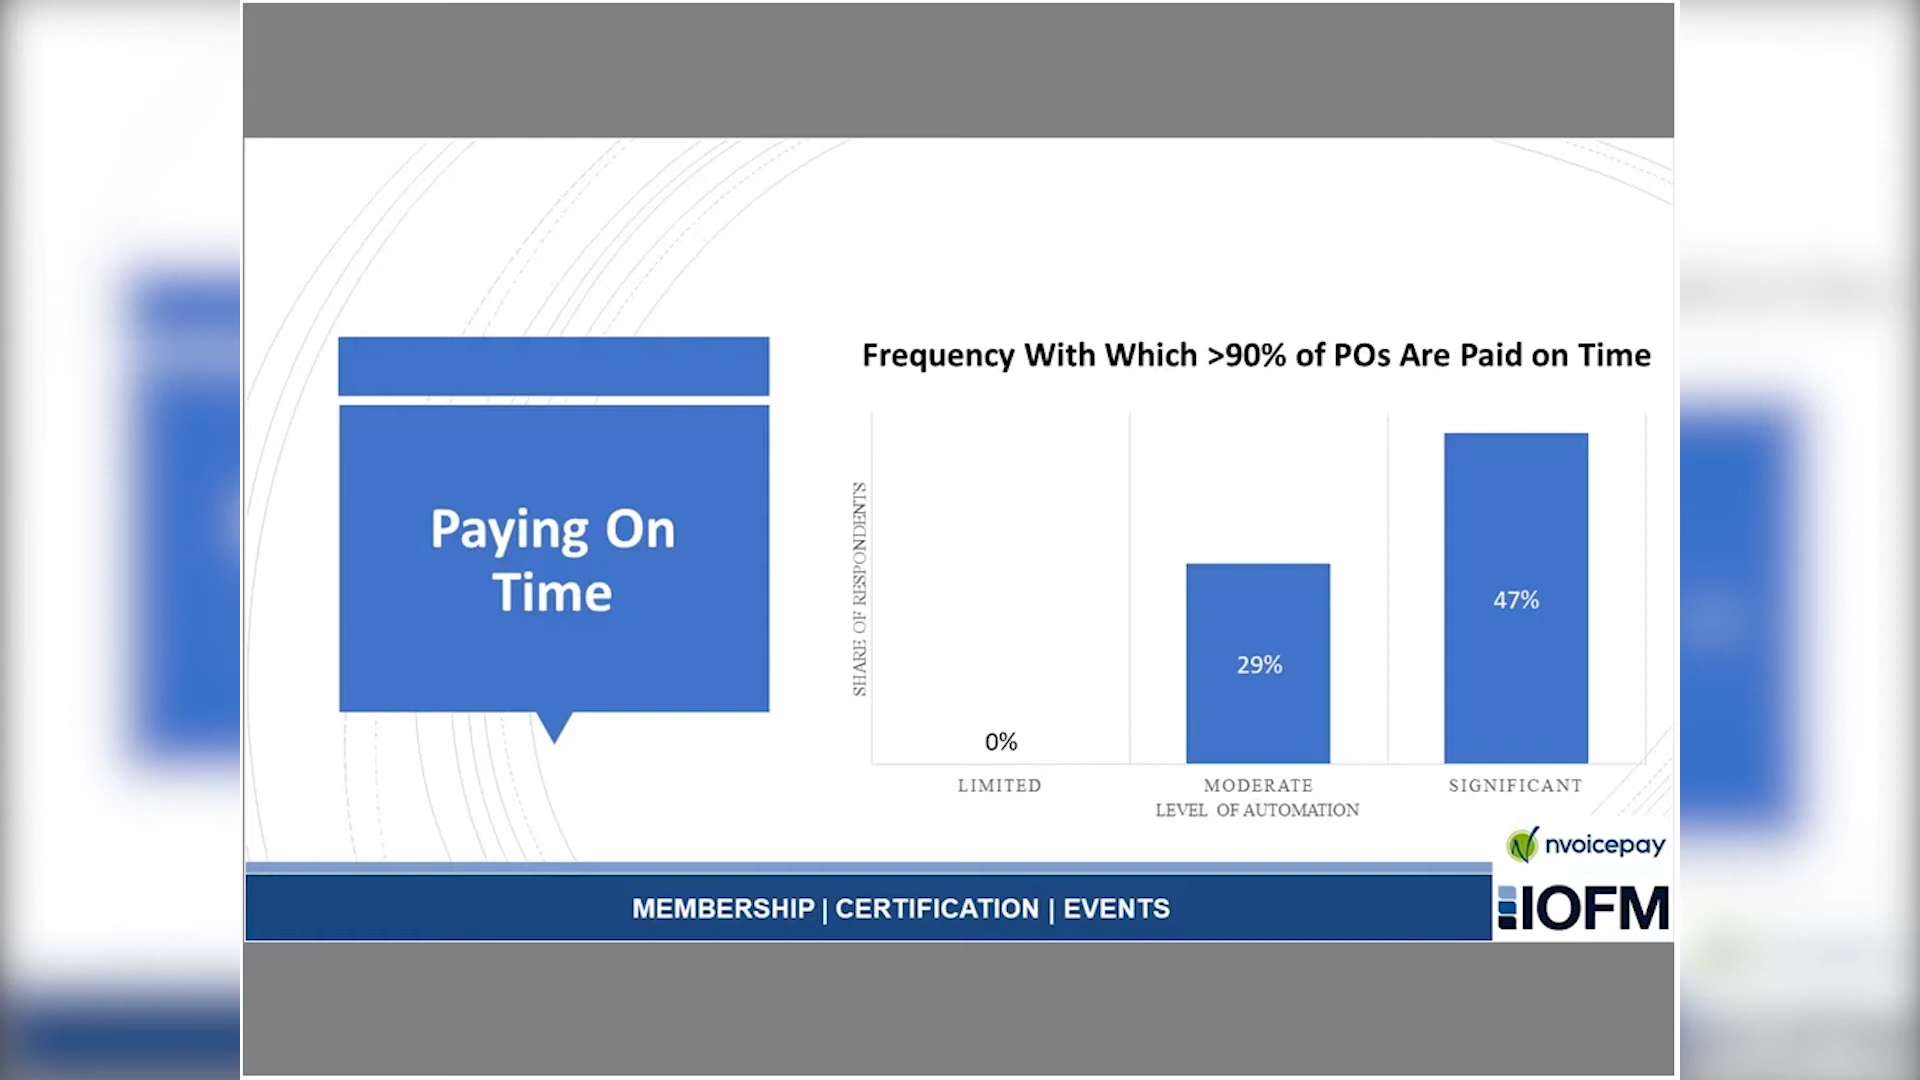 Paying On
Time
Frequency With Which >90% of POs Are Paid on Time
SHARE OF RESPONDENTS
0%
29%
47%
LIMITED
MODERATE
SIGNIFICANT
LEVEL OF AUTOMATION
nvoicepay
MEMBERSHIP | CERTIFICATION | EVENTS
IOFM